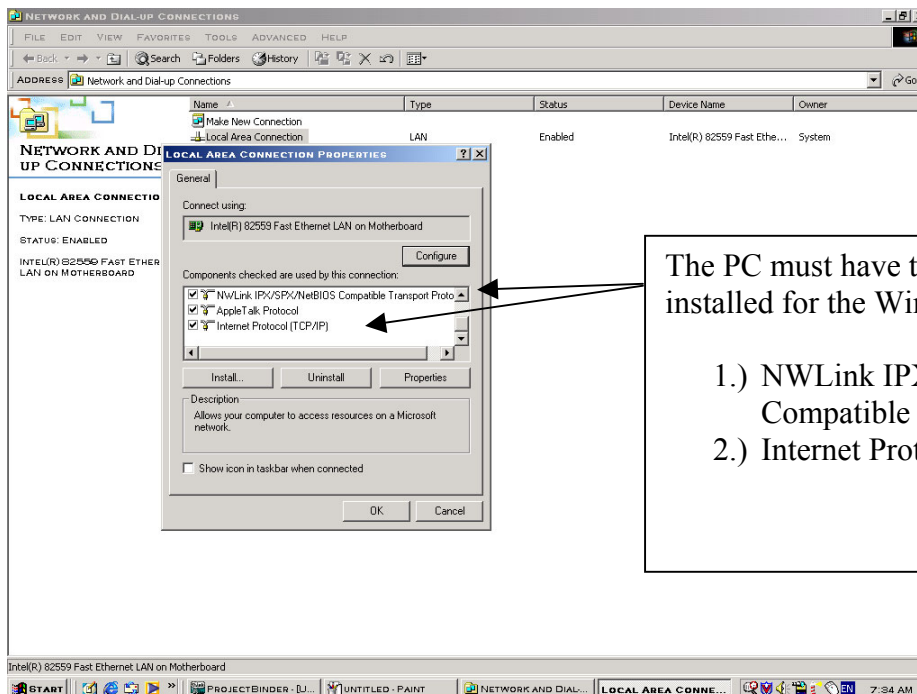 NETWORK AND DIAL-UP CONNECTIONS
FILE EDIT VIEW FAVORITES TOOLS ADVANCED HELP
Back Search Folders History
ADDRESS Network and Dial-up Connections Go
Name Type Status Device Name Owner
Make New Connection
Local Area Connection LAN Enabled Intel(R) 82559 Fast Ethe... System
NETWORK AND DI
UP CONNECTIONS
LOCAL AREA CONNECTIO
TYPE: LAN CONNECTION
STATUS: ENABLED
INTEL(R) 82559 FAST ETHER
LAN ON MOTHERBOARD
LOCAL AREA CONNECTION PROPERTIES
General
Connect using:
Intel(R) 82559 Fast Ethernet LAN on Motherboard
Configure
Components checked are used by this connection:
NWLink IPX/SPX/NetBIOS Compatible Transport Proto
AppleTalk Protocol
Internet Protocol (TCP/IP)
Install... Uninstall Properties
Description
Allows your computer to access resources on a Microsoft
network.
Show icon in taskbar when connected
OK Cancel
The PC must have t
installed for the Wi
1.) NWLink IPX
Compatible
2.) Internet Prot
Intel(R) 82559 Fast Ethernet LAN on Motherboard
START » PROJECTBINDER - [U... UNTITLED - PAINT NETWORK AND DIAL-... LOCAL AREA CONNE... EN 7:34 AM